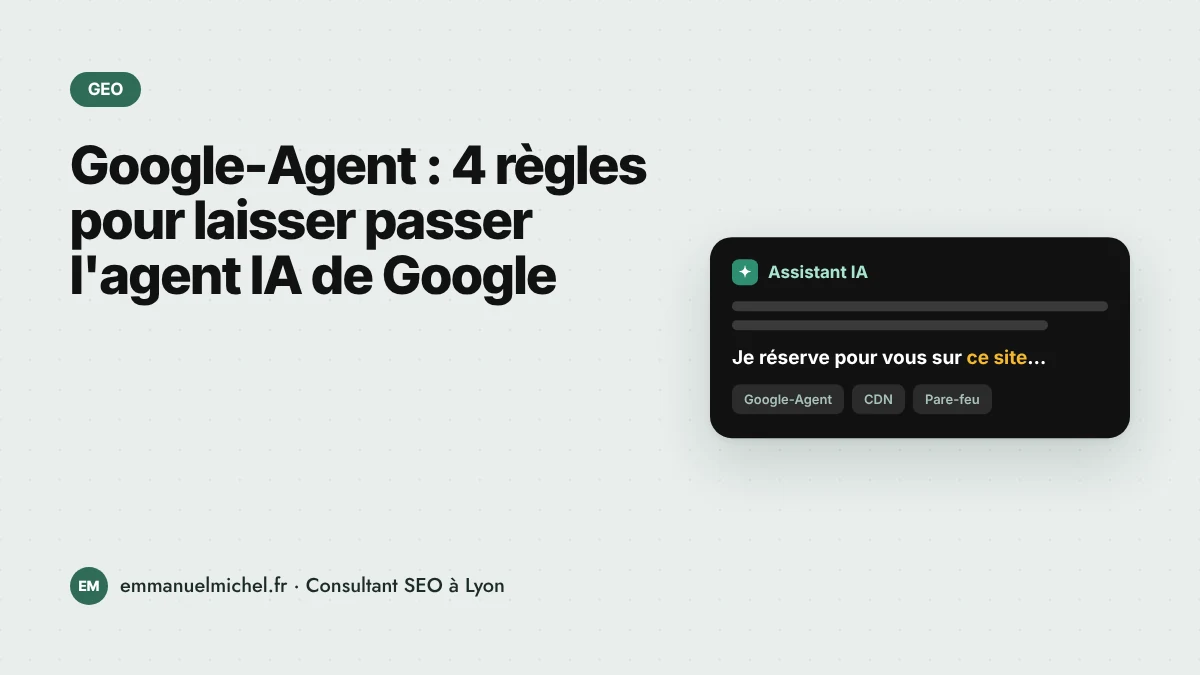 GEO
Google-Agent : 4 règles
pour laisser passer
l'agent IA de Google
Assistant IA
Je réserve pour vous sur ce site...
Google-Agent
CDN
Pare-feu
EM
emmanuelmichel.fr · Consultant SEO à Lyon